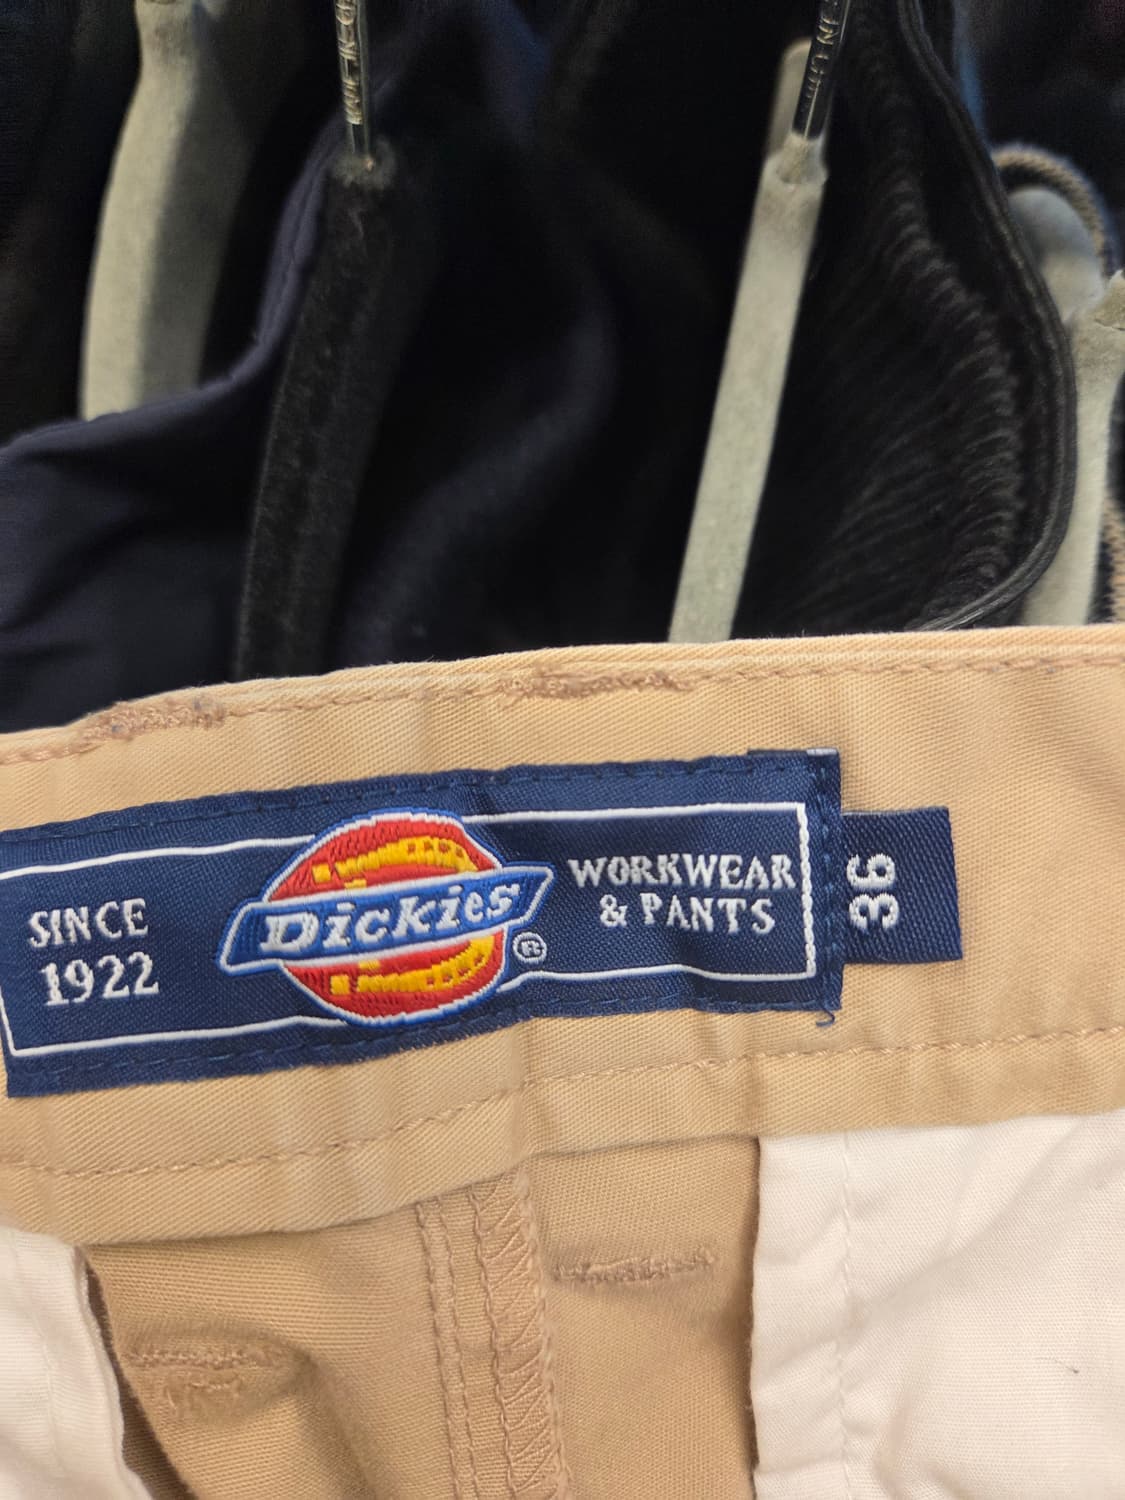 SINCE
1922
Dickies®
WORKWEAR
& PANTS
36